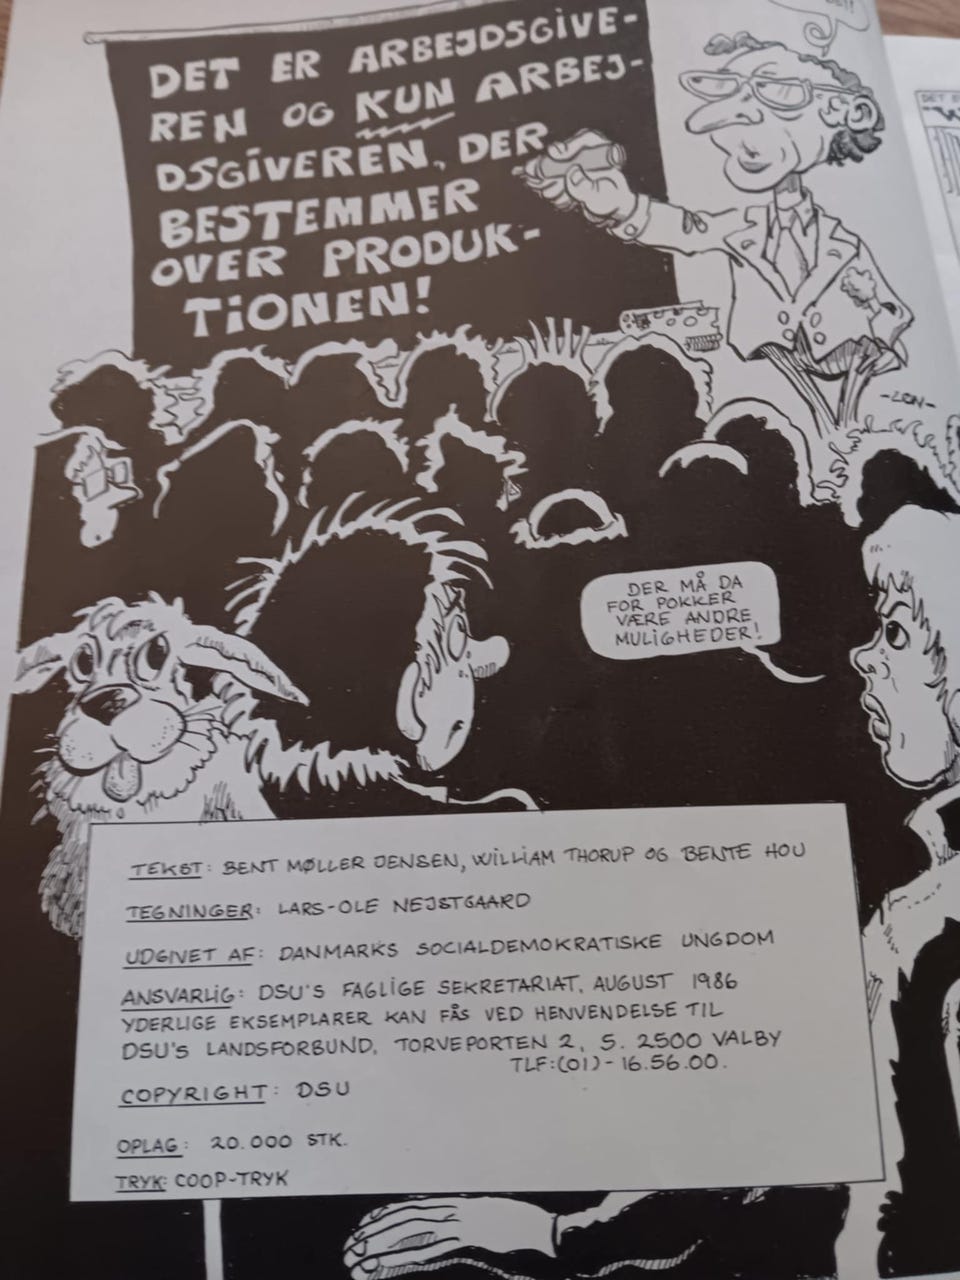 DET ER ARBEJDSGIVE-
REN OG KUN ARBEJ-
DSGIVEREN, DER
BESTEMMER
OVER PRODUK-
TIONEN!
-LON-
DER MÅ DA
FOR POKKER
VÆRE ANDRE
MULIGHEDER!
TEKST: BENT MØLLER JENSEN, WILLIAM THORUP OG BENTE HOU
TEGNINGER: LARS-OLE NEJSTGAARD
UDGIVET AF: DANMARKS SOCIALDEMOKRATISKE UNGDOM
ANSVARLIG: DSU'S FAGLIGE SEKRETARIAT, AUGUST 1986
YDERLIGE EKSEMPLARER KAN FÅS VED HENVENDELSE TIL
DSU'S LANDSFORBUND, TORVEPORTEN 2, 5. 2500 VALBY
TLF:(01)-16.56.00.
COPYRIGHT: DSU
OPLAG: 20.000 STK.
TRYK: COOP-TRYK